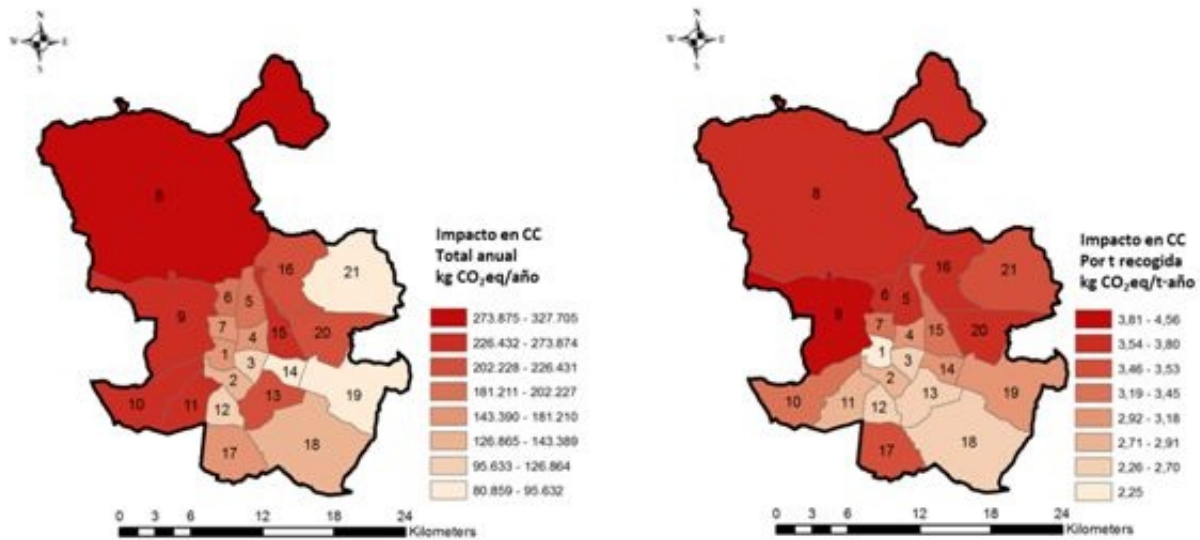 N
W E
S
8
16
21
6
5
9
7
4
15
20
1
3
14
2
10
11
13
19
12
17
18
Impacto en CC
Total anual
kg CO₂eq/año
273.875 - 327.705
226.432 - 273.874
202.228 - 226.431
181.211 - 202.227
143.390 - 181.210
126.865 - 143.389
95.633 - 126.864
80.859 - 95.632
0 3 6 12 18 24
Kilometers
N
W E
S
8
16
21
6
5
9
7
4
15
20
1
3
14
2
10
11
13
19
12
17
18
Impacto en CC
Por t recogida
kg CO₂eq/t·año
3,81 - 4,56
3,54 - 3,80
3,46 - 3,53
3,19 - 3,45
2,92 - 3,18
2,71 - 2,91
2,26 - 2,70
2,25
0 3 6 12 18 24
Kilometers